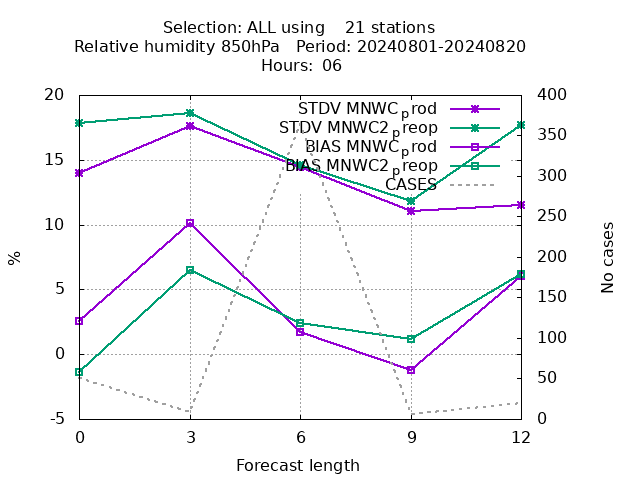 Selection: ALL using    21 stations
Relative humidity 850hPa   Period: 20240801-20240820
Hours: 06
STDV MNWC_prod
STDV MNWC2_preop
BIAS MNWC_prod
BIAS MNWC2_preop
CASES
20
15
10
5
0
-5
%
400
350
300
250
200
150
100
50
0
No cases
0 3 6 9 12
Forecast length